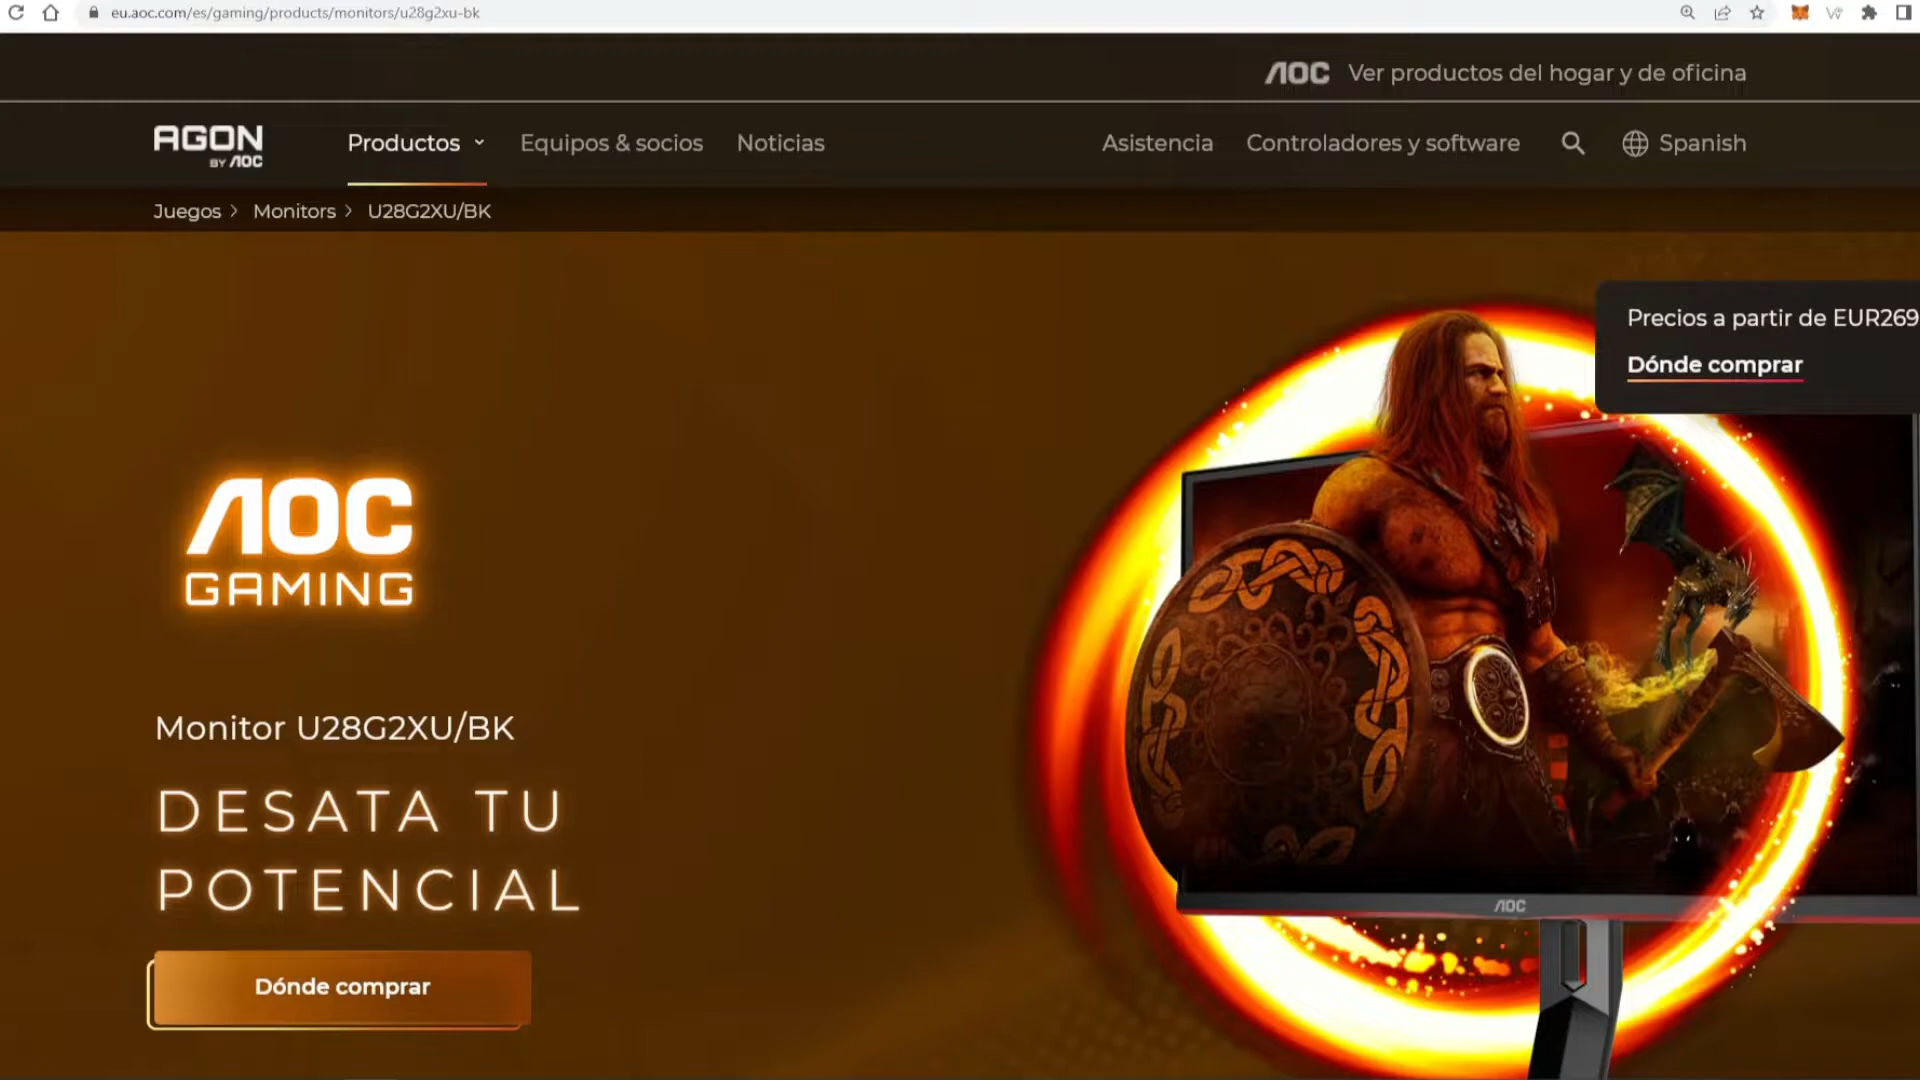 eu.aoc.com/es/gaming/products/monitors/u28g2xu-bk
AOC Ver productos del hogar y de oficina
AGON
BY AOC
Productos
Equipos & socios
Noticias
Asistencia
Controladores y software
Spanish
Juegos > Monitors > U28G2XU/BK
Precios a partir de EUR269
Dónde comprar
AOC
GAMING
Monitor U28G2XU/BK
DESATA TU
POTENCIAL
Dónde comprar
AOC